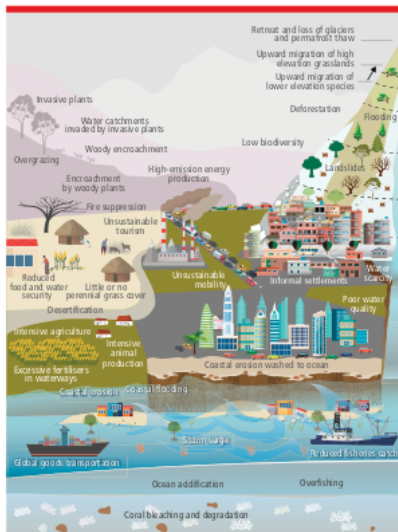 Retreat and loss of glaciers
and permafrost thaw
Upward migration of high
elevation grasslands
Upward migration of
lower elevation species
Deforestation
Flooding
Invasive plants
Water catchments
invaded by invasive plants
Low biodiversity
Woody encroachment
Overgrazing
High-emission energy
production
Landslides
Encroachment
by woody plants
Fire suppression
Unsustainable
tourism
Unsustainable
mobility
Informal settlements
Water
scarcity
Reduced
food and water
security
Little or no
perennial grass cover
Poor water
quality
Desertification
Intensive agriculture
Intensive
animal
production
Excessive fertilisers
in waterways
Coastal erosion washed to ocean
Coastal erosion
Coastal flooding
Storm surge
Global goods transportation
Reduced fisheries catch
Ocean acidification
Overfishing
Coral bleaching and degradation